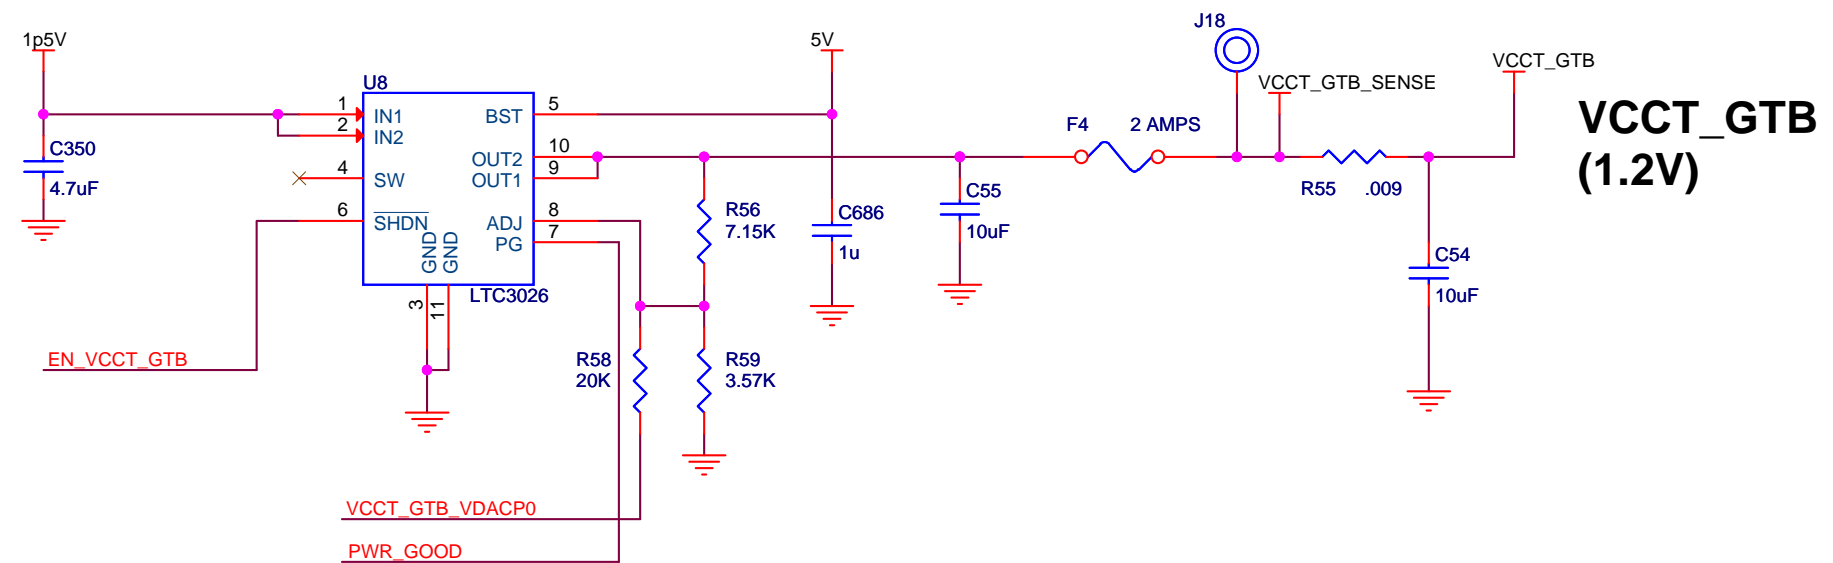 1p5V
U8
5V
J18
VCCT_GTB_SENSE
VCCT_GTB
VCCT_GTB
(1.2V)
1
IN1
2
IN2
4
SW
6
SHDN
GND
GND
3
11
BST
5
OUT2
10
OUT1
9
ADJ
8
PG
7
LTC3026
C350
4.7uF
EN_VCCT_GTB
R56
7.15K
C686
1u
C55
10uF
F4
2 AMPS
R55 .009
C54
10uF
R58
20K
R59
3.57K
VCCT_GTB_VDACP0
PWR_GOOD